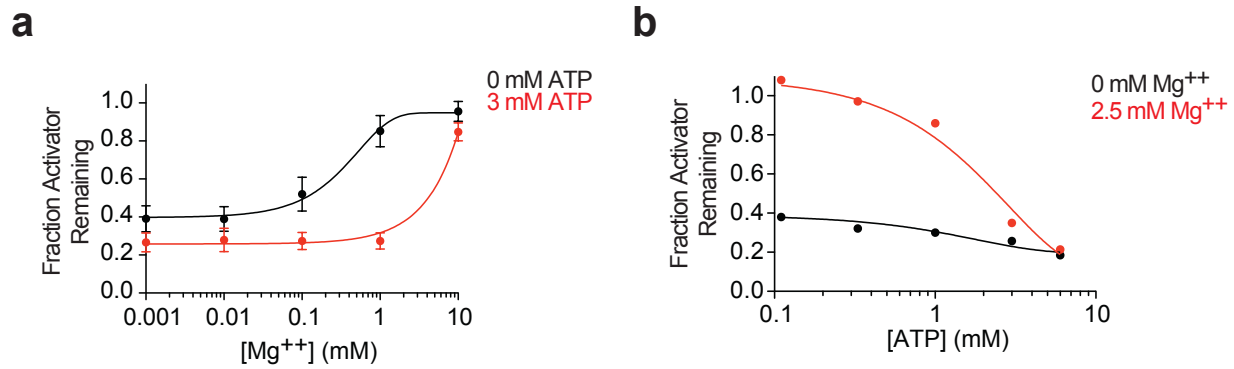 a
0 mM ATP
3 mM ATP
Fraction Activator
Remaining
1.0
0.8
0.6
0.4
0.2
0.0
0.001
0.01
0.1
1
10
[Mg++] (mM)
b
0 mM Mg++
2.5 mM Mg++
Fraction Activator
Remaining
1.0
0.8
0.6
0.4
0.2
0.0
0.1
1
10
[ATP] (mM)